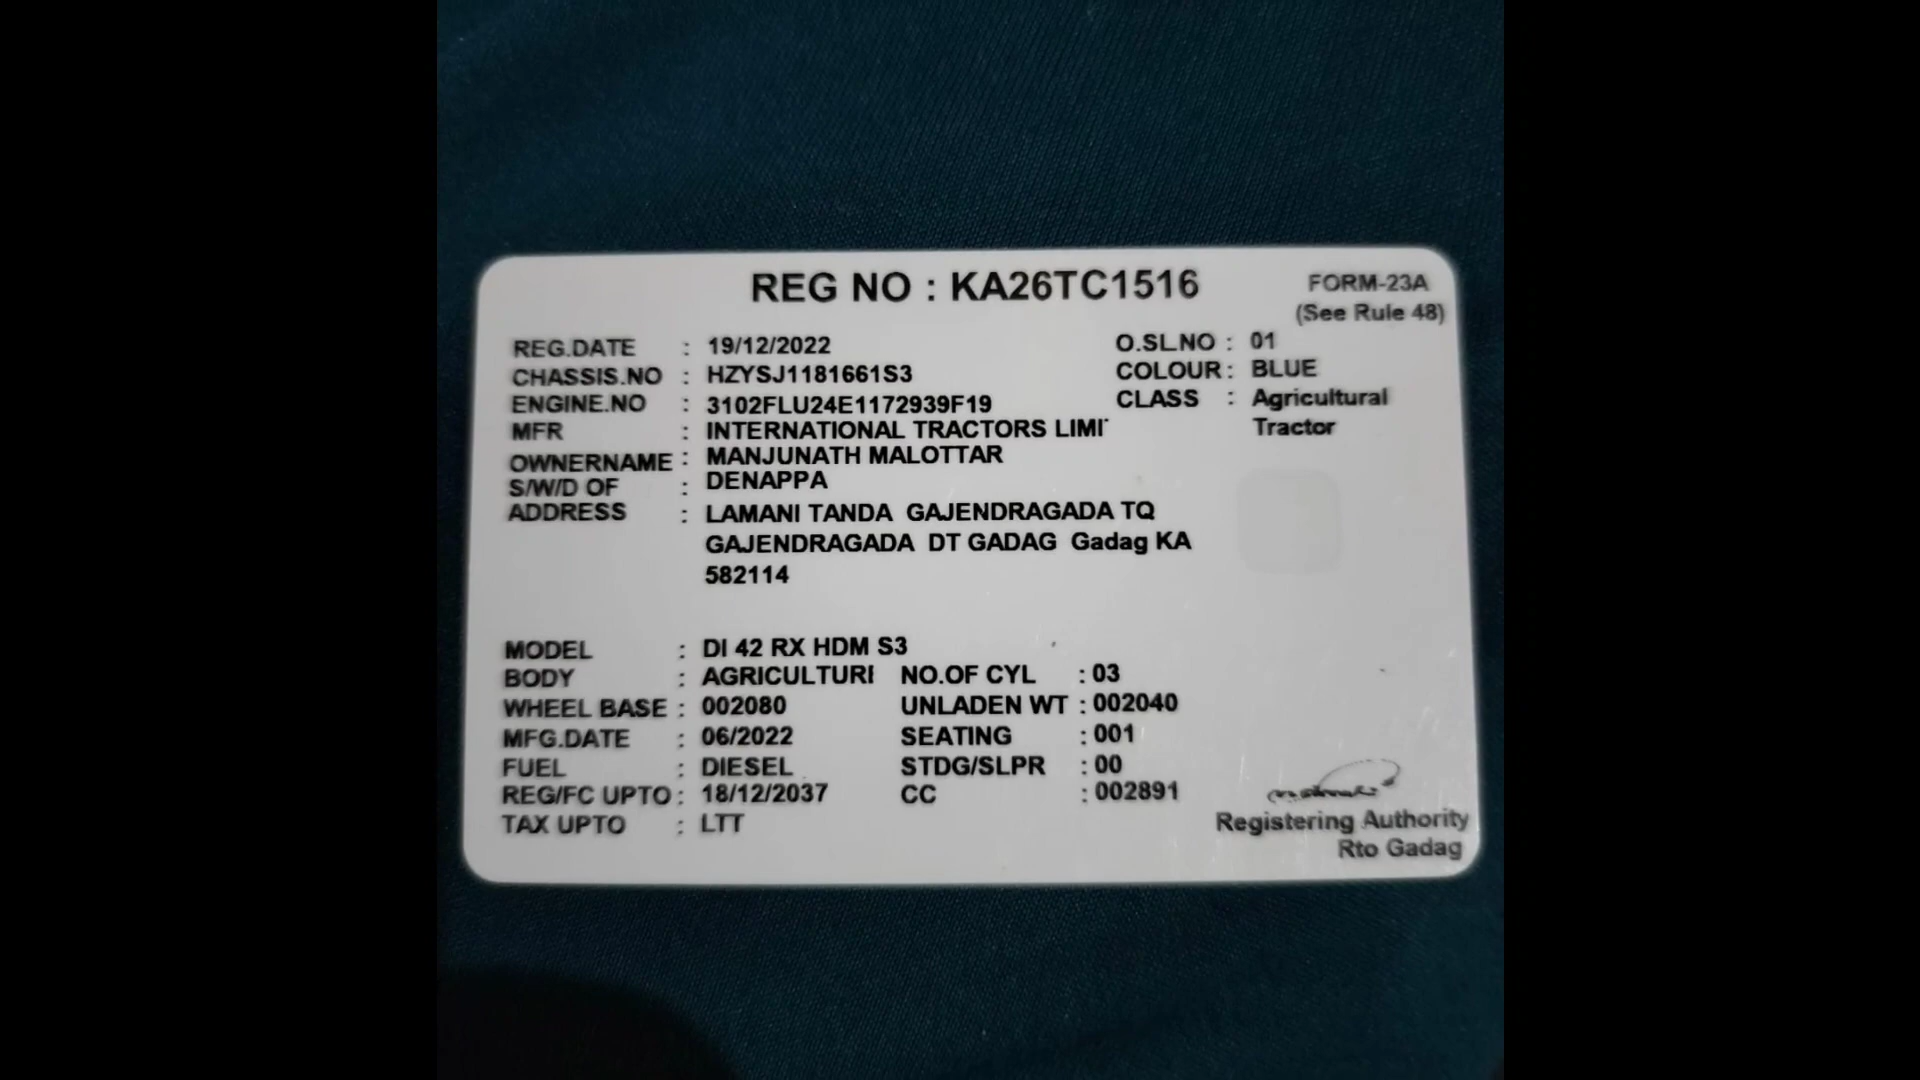 REG NO : KA26TC1516 FORM-23A
(See Rule 48)
REG.DATE : 19/12/2022 O.SL.NO : 01
CHASSIS.NO : HZYSJ1181661S3 COLOUR : BLUE
ENGINE.NO : 3102FLU24E1172939F19 CLASS : Agricultural
MFR : INTERNATIONAL TRACTORS LIMI Tractor
OWNERNAME : MANJUNATH MALOTTAR
S/W/D OF : DENAPPA
ADDRESS : LAMANI TANDA GAJENDRAGADA TQ
GAJENDRAGADA DT GADAG Gadag KA
582114
MODEL : DI 42 RX HDM S3
BODY : AGRICULTURI NO.OF CYL : 03
WHEEL BASE : 002080 UNLADEN WT : 002040
MFG.DATE : 06/2022 SEATING : 001
FUEL : DIESEL STDG/SLPR : 00
REG/FC UPTO : 18/12/2037 CC : 002891
TAX UPTO : LTT
Registering Authority
Rto Gadag